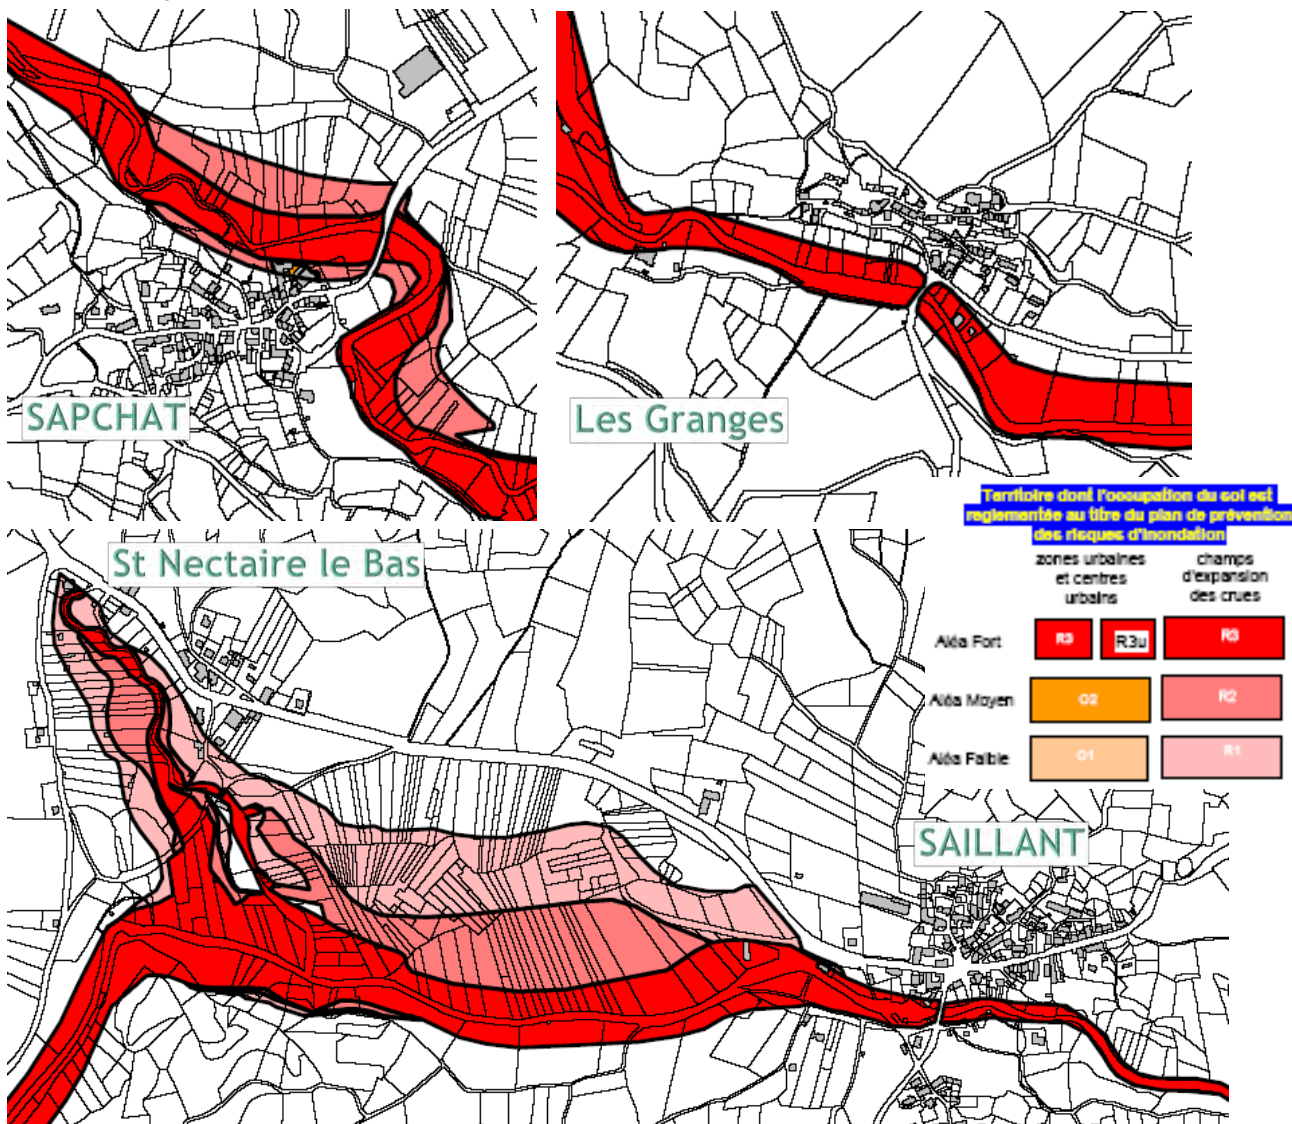 SAPCHAT
Les Granges
Territoire dont l'occupation du sol est
reglementée au titre du plan de prévention
des risques d'inondation
zones urbaines
et centres
urbains
champs
d'expansion
des crues
Aléa Fort
R3
R3u
R3
Aléa Moyen
O2
R2
Aléa Faible
O1
R1
St Nectaire le Bas
SAILLANT